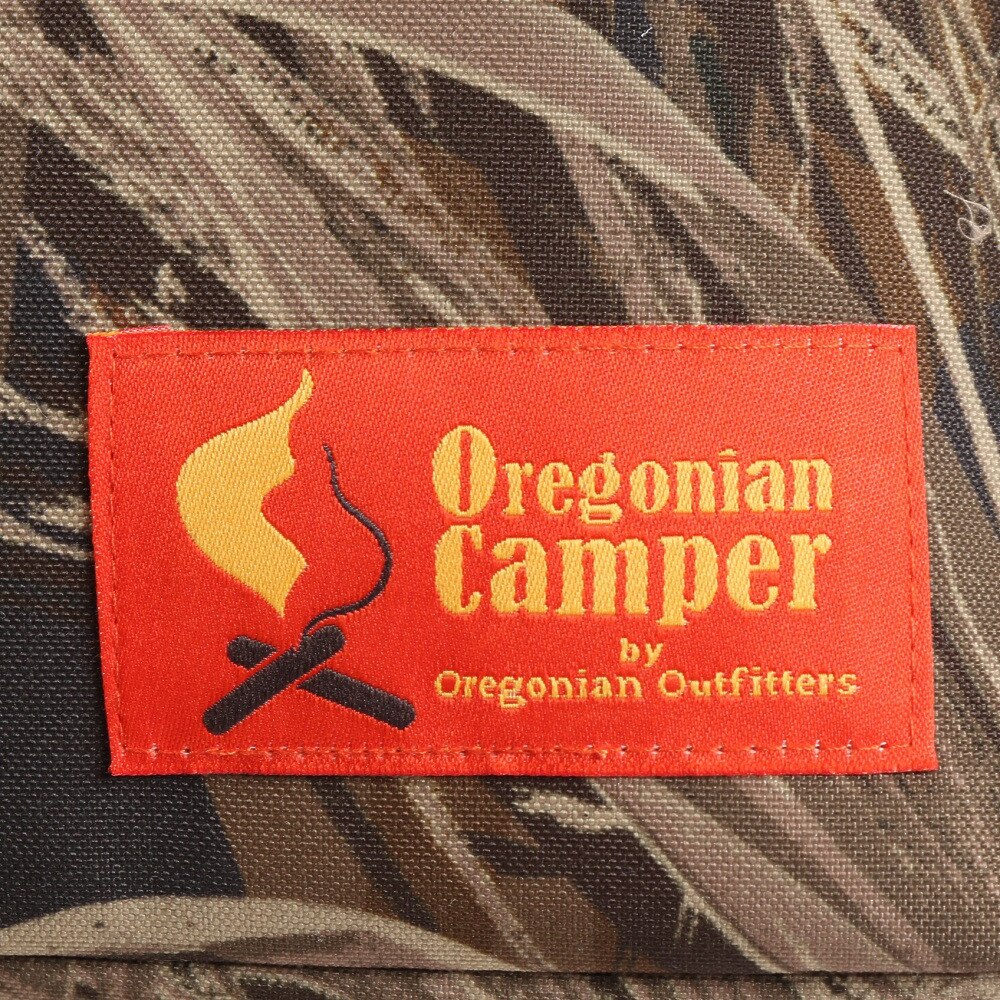 Oregonian
Camper
by
Oregonian Outfitters